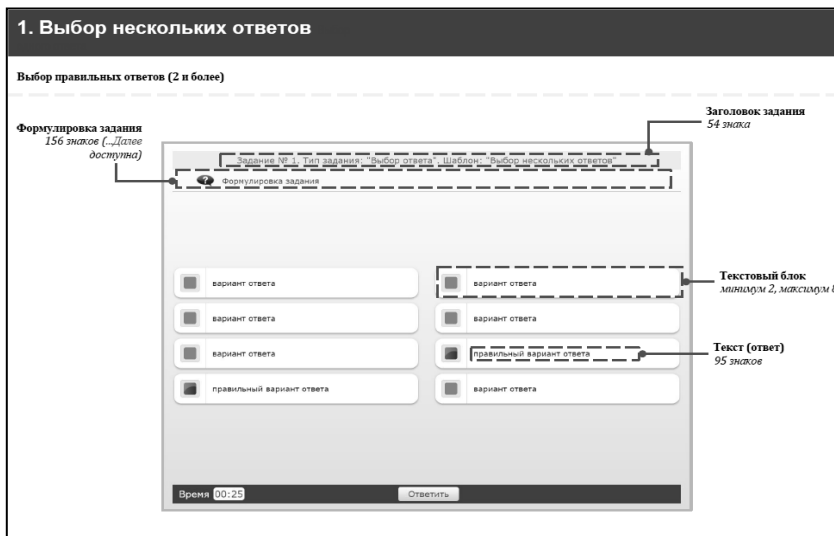 1. Выбор нескольких ответов
Выбор правильных ответов (2 и более)
Заголовок задания
54 знака
Формулировка задания
156 знаков (...Далее
доступна)
Задание № 1, Тип задания: "Выбор ответа", Шаблон: "Выбор нескольких ответов"
Формулировка задания
вариант ответа
вариант ответа
Текстовый блок
минимум 2, максимум
вариант ответа
вариант ответа
вариант ответа
правильный вариант ответа
Текст (ответ)
95 знаков
правильный вариант ответа
вариант ответа
Время 00:25
Ответить